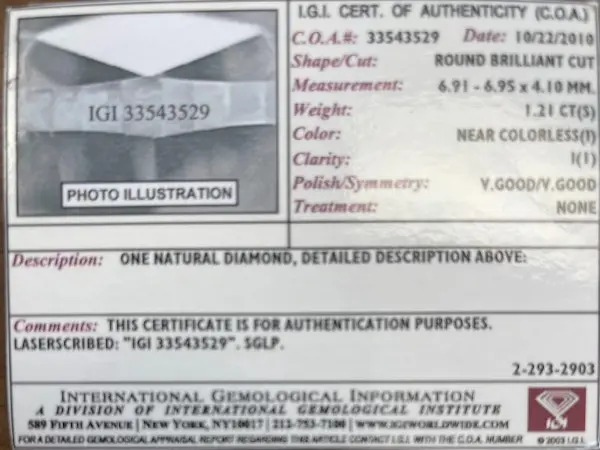 I.G.I. CERT. OF AUTHENTICITY (C.O.A.)
C.O.A.#: 33543529 Date: 10/22/2010
Shape/Cut: ROUND BRILLIANT CUT
Measurement: 6.91 - 6.95 x 4.10 MM.
Weight: 1.21 CT(S)
Color: NEAR COLORLESS(I)
Clarity: I(1)
Polish/Symmetry: V.GOOD/V.GOOD
Treatment: NONE
IGI 33543529
PHOTO ILLUSTRATION
Description: ONE NATURAL DIAMOND, DETAILED DESCRIPTION ABOVE:
Comments: THIS CERTIFICATE IS FOR AUTHENTICATION PURPOSES.
LASERSCRIBED: "IGI 33543529". SGLP.
2-293-2903
INTERNATIONAL GEMOLOGICAL INFORMATION
A DIVISION OF INTERNATIONAL GEMOLOGICAL INSTITUTE
589 FIFTH AVENUE | NEW YORK, NY10017 | 212-753-7100 | WWW.IGIWORLDWIDE.COM
FOR A DETAILED GEMOLOGICAL APPRAISAL REPORT REGARDING THIS ARTICLE CONTACT I.G.I. WITH THE C.O.A. NUMBER
IGI
© 2003 I.G.I.